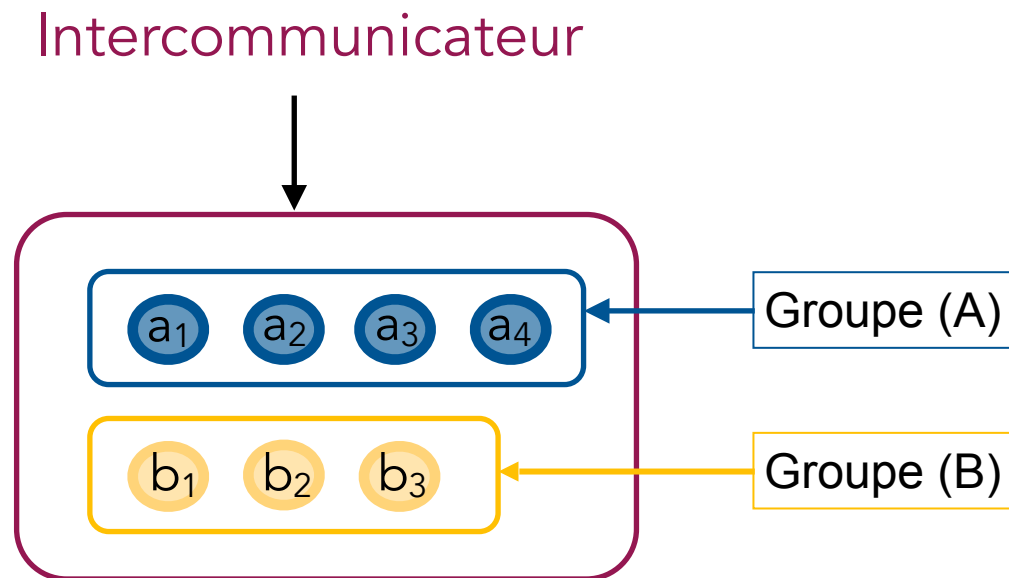 Intercommunicateur
a1 a2 a3 a4
Groupe (A)
b1 b2 b3
Groupe (B)